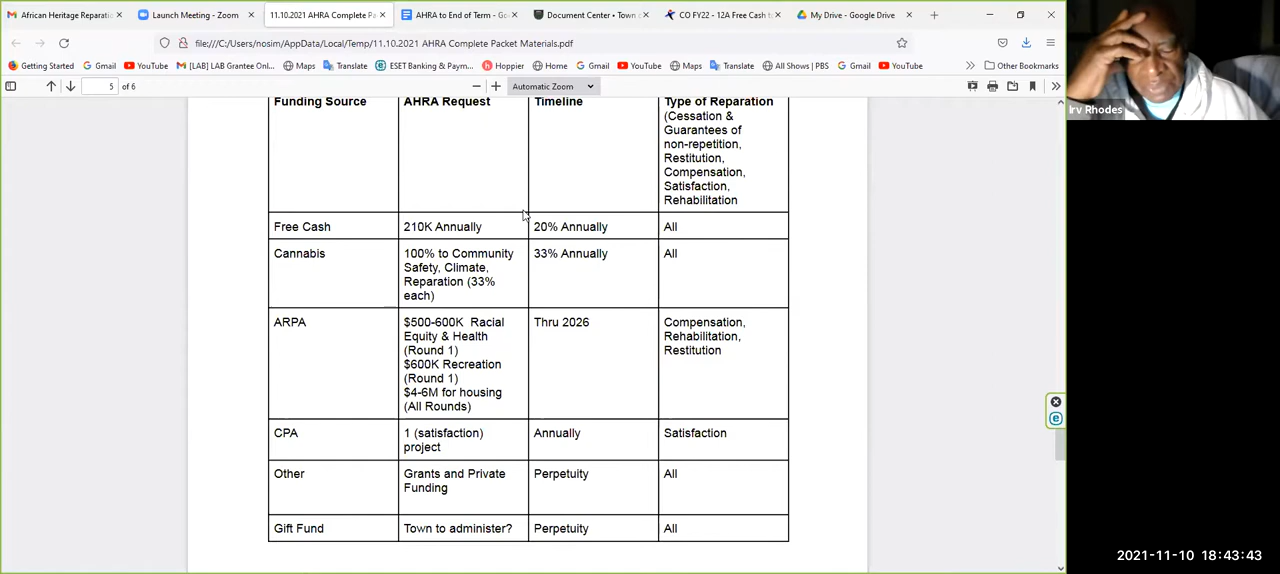 African Heritage Reparatio
Launch Meeting - Zoom
11.10.2021 AHRA Complete Pa
AHRA to End of Term - Goo
Document Center • Town o
CO FY22 - 12A Free Cash t
My Drive - Google Drive
file:///C:/Users/nosim/AppData/Local/Temp/11.10.2021 AHRA Complete Packet Materials.pdf
Getting Started
Gmail
YouTube
[LAB] LAB Grantee Onl...
Maps
Translate
ESET Banking & Paym...
Hoppier
Home
Gmail
YouTube
Maps
Translate
All Shows | PBS
Gmail
YouTube
Other Bookmarks
5 of 6
Automatic Zoom
Irv Rhodes
Funding Source
AHRA Request
Timeline
Type of Reparation
(Cessation &
Guarantees of
non-repetition,
Restitution,
Compensation,
Satisfaction,
Rehabilitation
Free Cash
210K Annually
20% Annually
All
Cannabis
100% to Community
Safety, Climate,
Reparation (33%
each)
33% Annually
All
ARPA
$500-600K Racial
Equity & Health
(Round 1)
$600K Recreation
(Round 1)
$4-6M for housing
(All Rounds)
Thru 2026
Compensation,
Rehabilitation,
Restitution
CPA
1 (satisfaction)
project
Annually
Satisfaction
Other
Grants and Private
Funding
Perpetuity
All
Gift Fund
Town to administer?
Perpetuity
All
2021-11-10 18:43:43